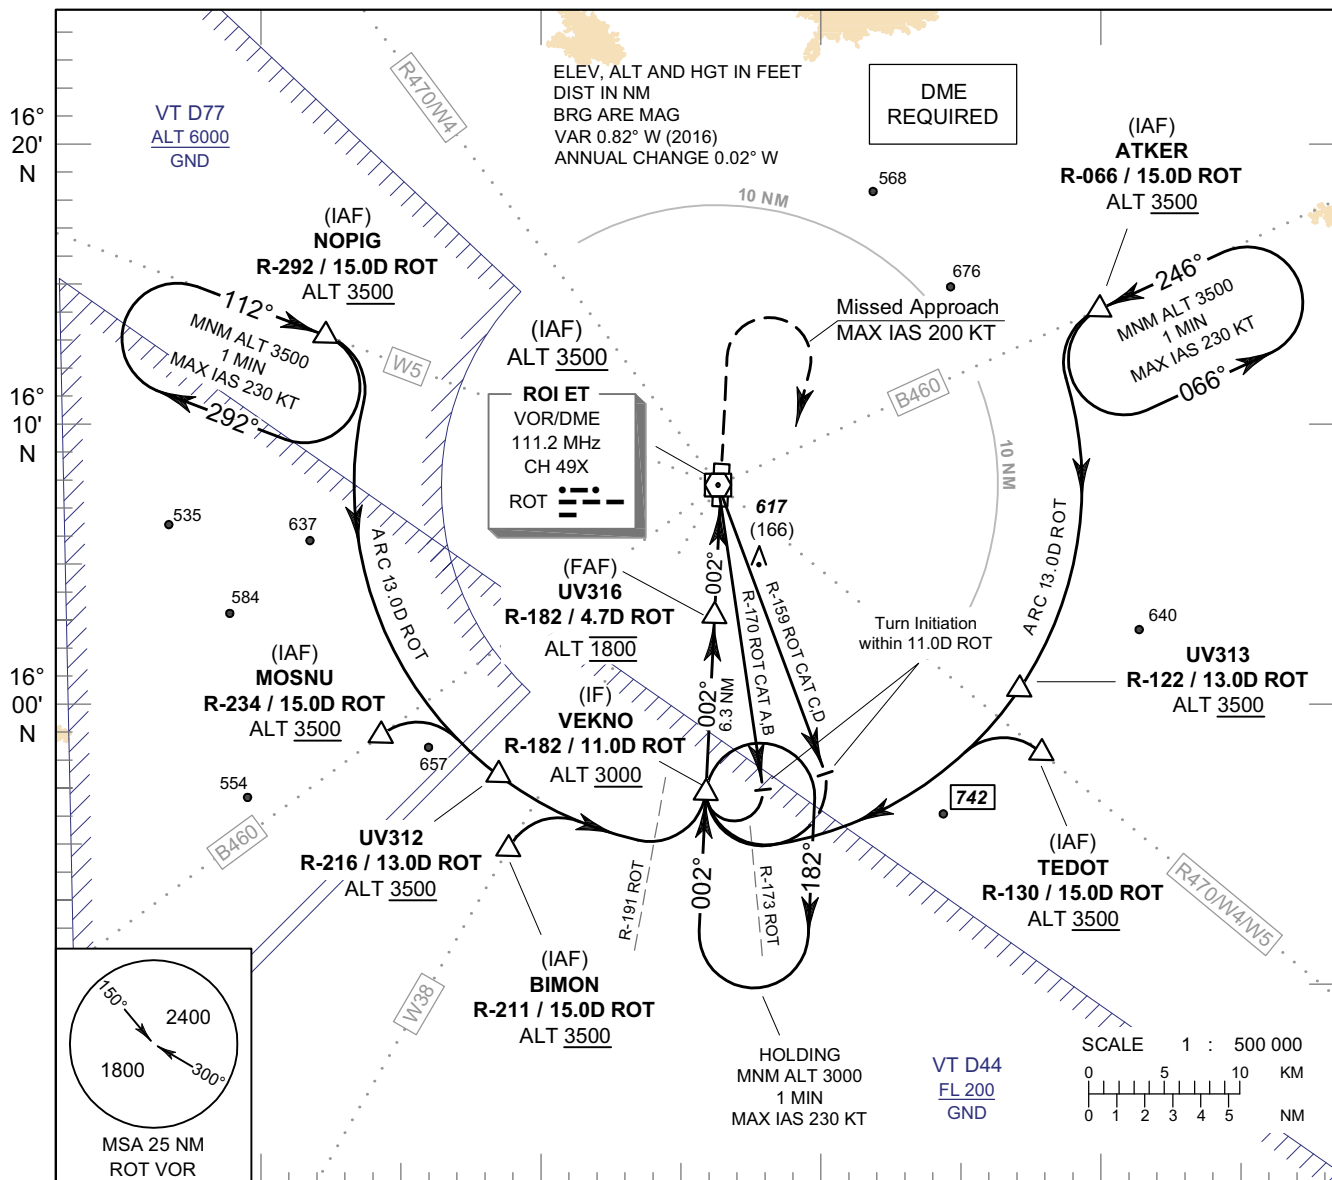 ELEV, ALT AND HGT IN FEET
DIST IN NM
BRG ARE MAG
VAR 0.82° W (2016)
ANNUAL CHANGE 0.02° W
DME
REQUIRED
VT D77
ALT 6000
GND
16°
20'
N
16°
10'
N
16°
00'
N
R470/W4
10 NM
568
676
(IAF)
ATKER
R-066 / 15.0D ROT
ALT 3500
246°
MNM ALT 3500
1 MIN
MAX IAS 230 KT
066°
(IAF)
NOPIG
R-292 / 15.0D ROT
ALT 3500
112°
MNM ALT 3500
1 MIN
MAX IAS 230 KT
292°
W5
Missed Approach
MAX IAS 200 KT
B460
10 NM
(IAF)
ALT 3500
ROI ET
VOR/DME
111.2 MHz
CH 49X
ROT
617
(166)
535
637
584
ARC 13.0D ROT
ARC 13.0D ROT
(FAF)
UV316
R-182 / 4.7D ROT
ALT 1800
002°
R-170 ROT CAT A,B
R-159 ROT CAT C,D
Turn Initiation
within 11.0D ROT
640
UV313
R-122 / 13.0D ROT
ALT 3500
(IAF)
MOSNU
R-234 / 15.0D ROT
ALT 3500
657
554
(IF)
VEKNO
R-182 / 11.0D ROT
ALT 3000
002°
6.3 NM
742
(IAF)
TEDOT
R-130 / 15.0D ROT
ALT 3500
R470/W4/W5
B460
UV312
R-216 / 13.0D ROT
ALT 3500
R-191 ROT
002°
R-173 ROT
182°
(IAF)
BIMON
R-211 / 15.0D ROT
ALT 3500
W38
HOLDING
MNM ALT 3000
1 MIN
MAX IAS 230 KT
VT D44
FL 200
GND
SCALE 1 : 500 000
0 5 10 KM
0 1 2 3 4 5 NM
150°
2400
1800
300°
MSA 25 NM
ROT VOR